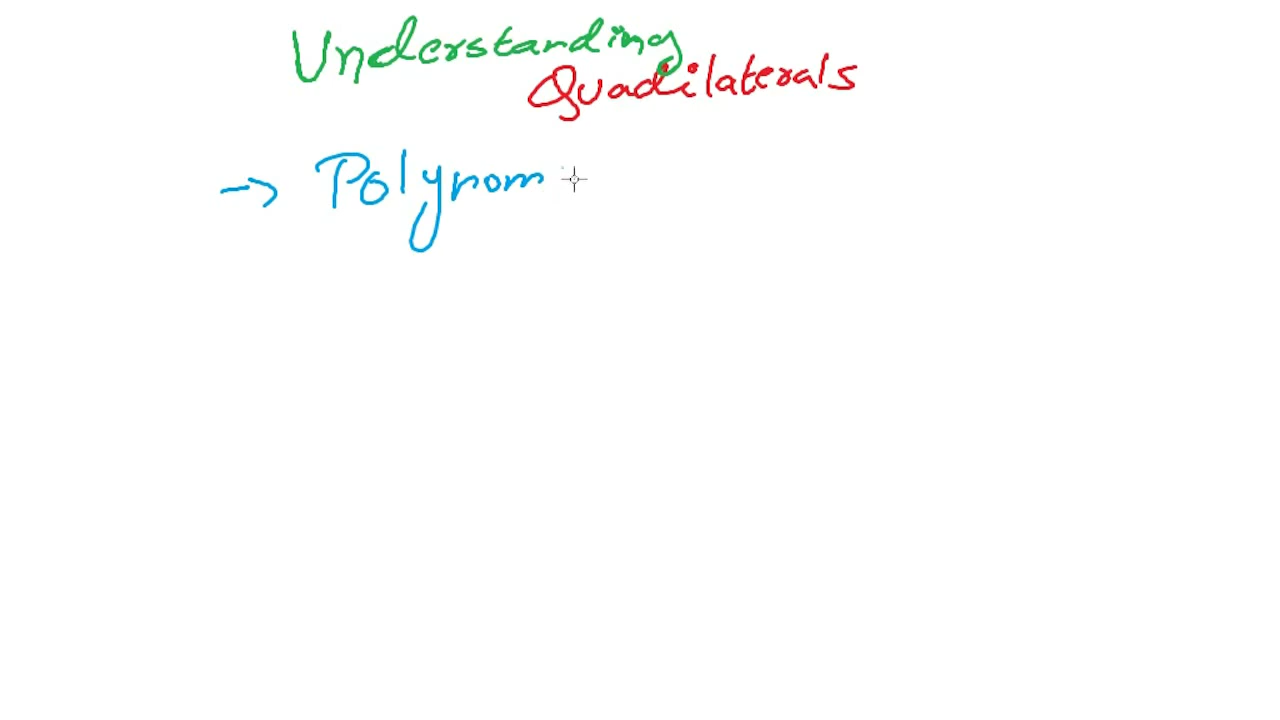 Understanding
Quadilaterals
→ Polynom